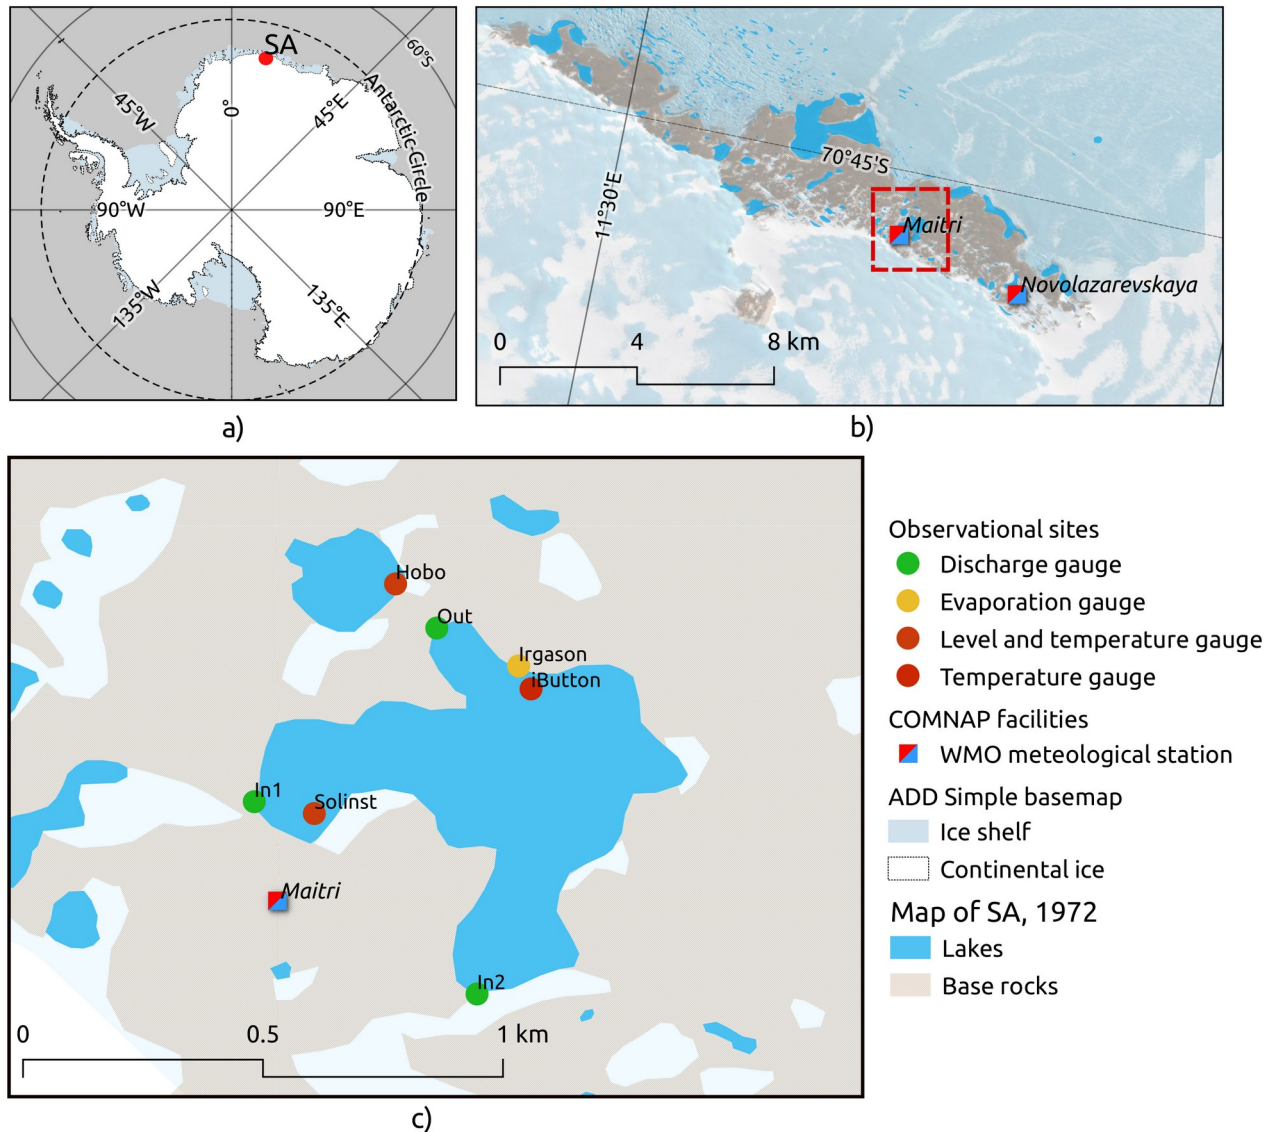 SA
60°S
Antarctic-Circle
45°W
0°
45°E
90°W
90°E
135°W
135°E
a)
11°30'E
70°45'S
Maitri
Novolazarevskaya
0 4 8 km
b)
Hobo
Out
Irgason
iButton
In1
Solinst
Maitri
In2
0 0.5 1 km
c)
Observational sites
Discharge gauge
Evaporation gauge
Level and temperature gauge
Temperature gauge
COMNAP facilities
WMO meteological station
ADD Simple basemap
Ice shelf
Continental ice
Map of SA, 1972
Lakes
Base rocks